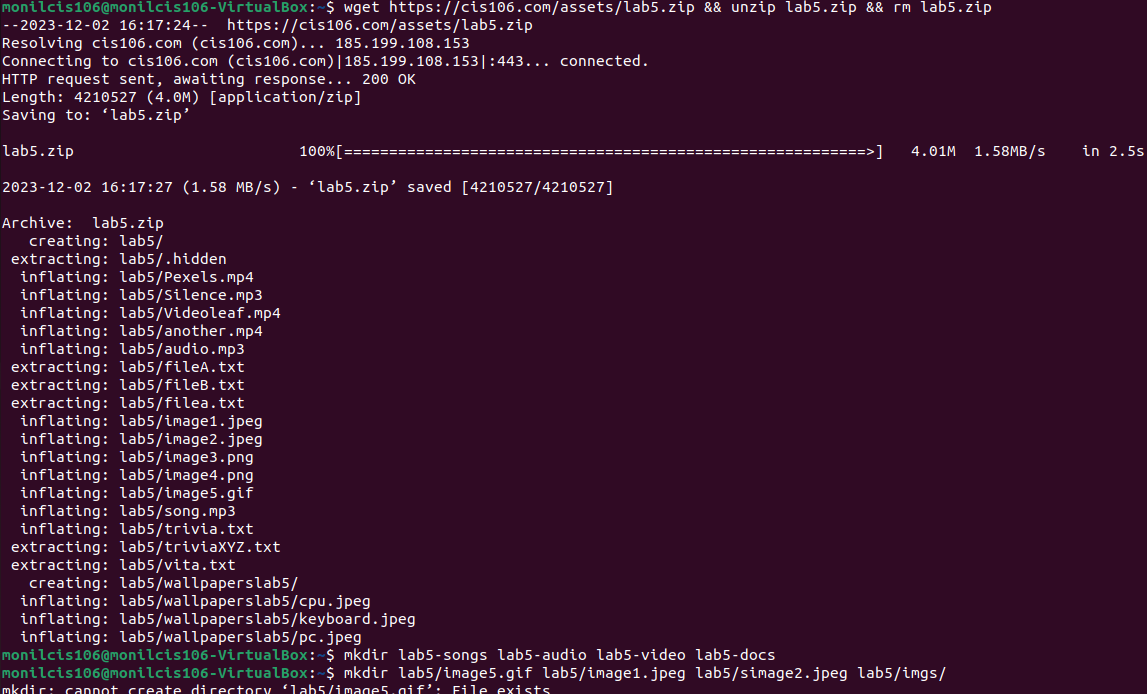 monilcis106@monilcis106-VirtualBox:~$ wget https://cis106.com/assets/lab5.zip && unzip lab5.zip && rm lab5.zip
--2023-12-02 16:17:24--  https://cis106.com/assets/lab5.zip
Resolving cis106.com (cis106.com)... 185.199.108.153
Connecting to cis106.com (cis106.com)|185.199.108.153|:443... connected.
HTTP request sent, awaiting response... 200 OK
Length: 4210527 (4.0M) [application/zip]
Saving to: ‘lab5.zip’
lab5.zip                         100%[==========================================================>]   4.01M  1.58MB/s    in 2.5s
2023-12-02 16:17:27 (1.58 MB/s) - ‘lab5.zip’ saved [4210527/4210527]
Archive:  lab5.zip
   creating: lab5/
 extracting: lab5/.hidden
  inflating: lab5/Pexels.mp4
  inflating: lab5/Silence.mp3
  inflating: lab5/Videoleaf.mp4
  inflating: lab5/another.mp4
  inflating: lab5/audio.mp3
 extracting: lab5/fileA.txt
 extracting: lab5/fileB.txt
 extracting: lab5/filea.txt
  inflating: lab5/image1.jpeg
  inflating: lab5/image2.jpeg
  inflating: lab5/image3.png
  inflating: lab5/image4.png
  inflating: lab5/image5.gif
  inflating: lab5/song.mp3
  inflating: lab5/trivia.txt
 extracting: lab5/triviaXYZ.txt
 extracting: lab5/vita.txt
   creating: lab5/wallpaperslab5/
  inflating: lab5/wallpaperslab5/cpu.jpeg
  inflating: lab5/wallpaperslab5/keyboard.jpeg
  inflating: lab5/wallpaperslab5/pc.jpeg
monilcis106@monilcis106-VirtualBox:~$ mkdir lab5-songs lab5-audio lab5-video lab5-docs
monilcis106@monilcis106-VirtualBox:~$ mkdir lab5/image5.gif lab5/image1.jpeg lab5/simage2.jpeg lab5/imgs/
mkdir: cannot create directory ‘lab5/image5.gif’: File exists